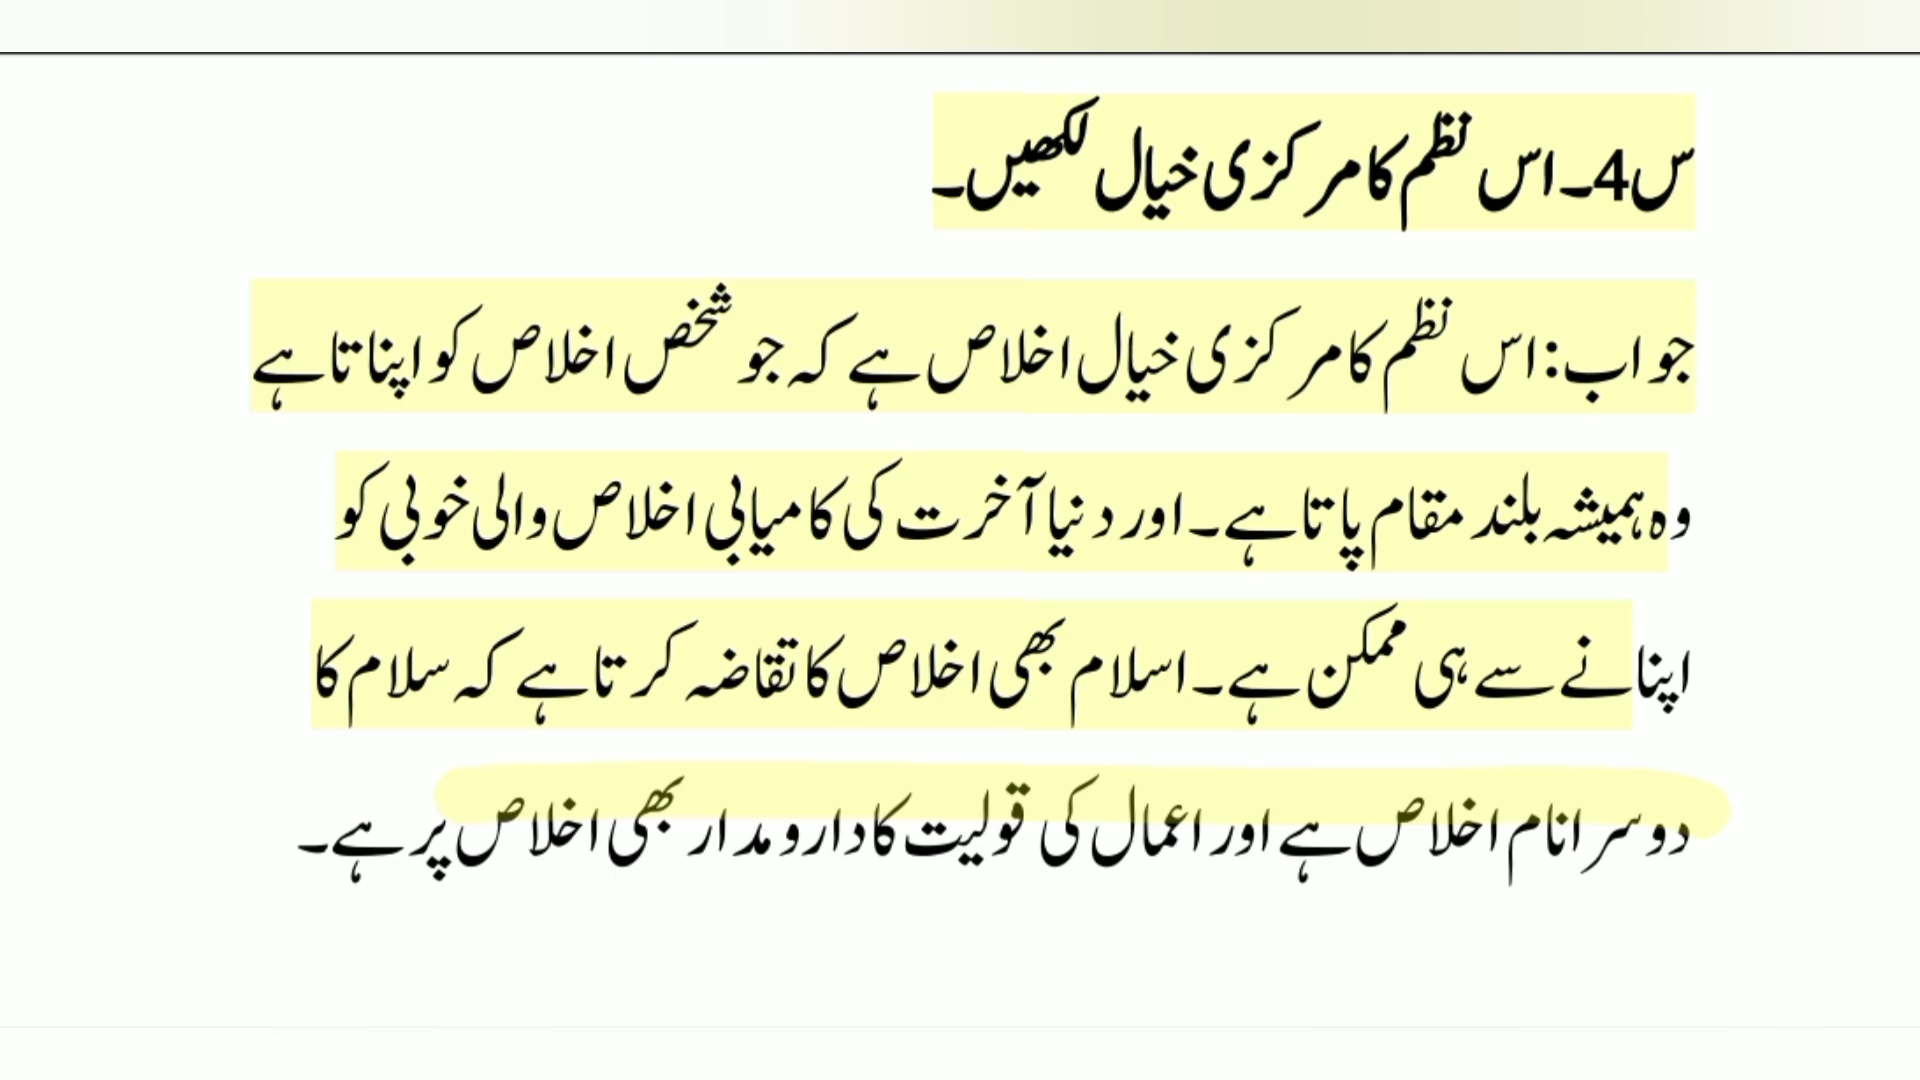 س4۔ اس نظم کا مرکزی خیال لکھیں۔
جواب: اس نظم کا مرکزی خیال اخلاص ہے کہ جو شخص اخلاص کو اپناتا ہے
وہ ہمیشہ بلند مقام پاتا ہے۔ اور دنیا آخرت کی کامیابی اخلاص والی خوبی کو
اپنانے سے ہی ممکن ہے۔ اسلام بھی اخلاص کا تقاضہ کرتا ہے کہ سلام کا
دوسرا نام اخلاص ہے اور اعمال کی قولیت کا دارومدار بھی اخلاص پر ہے۔